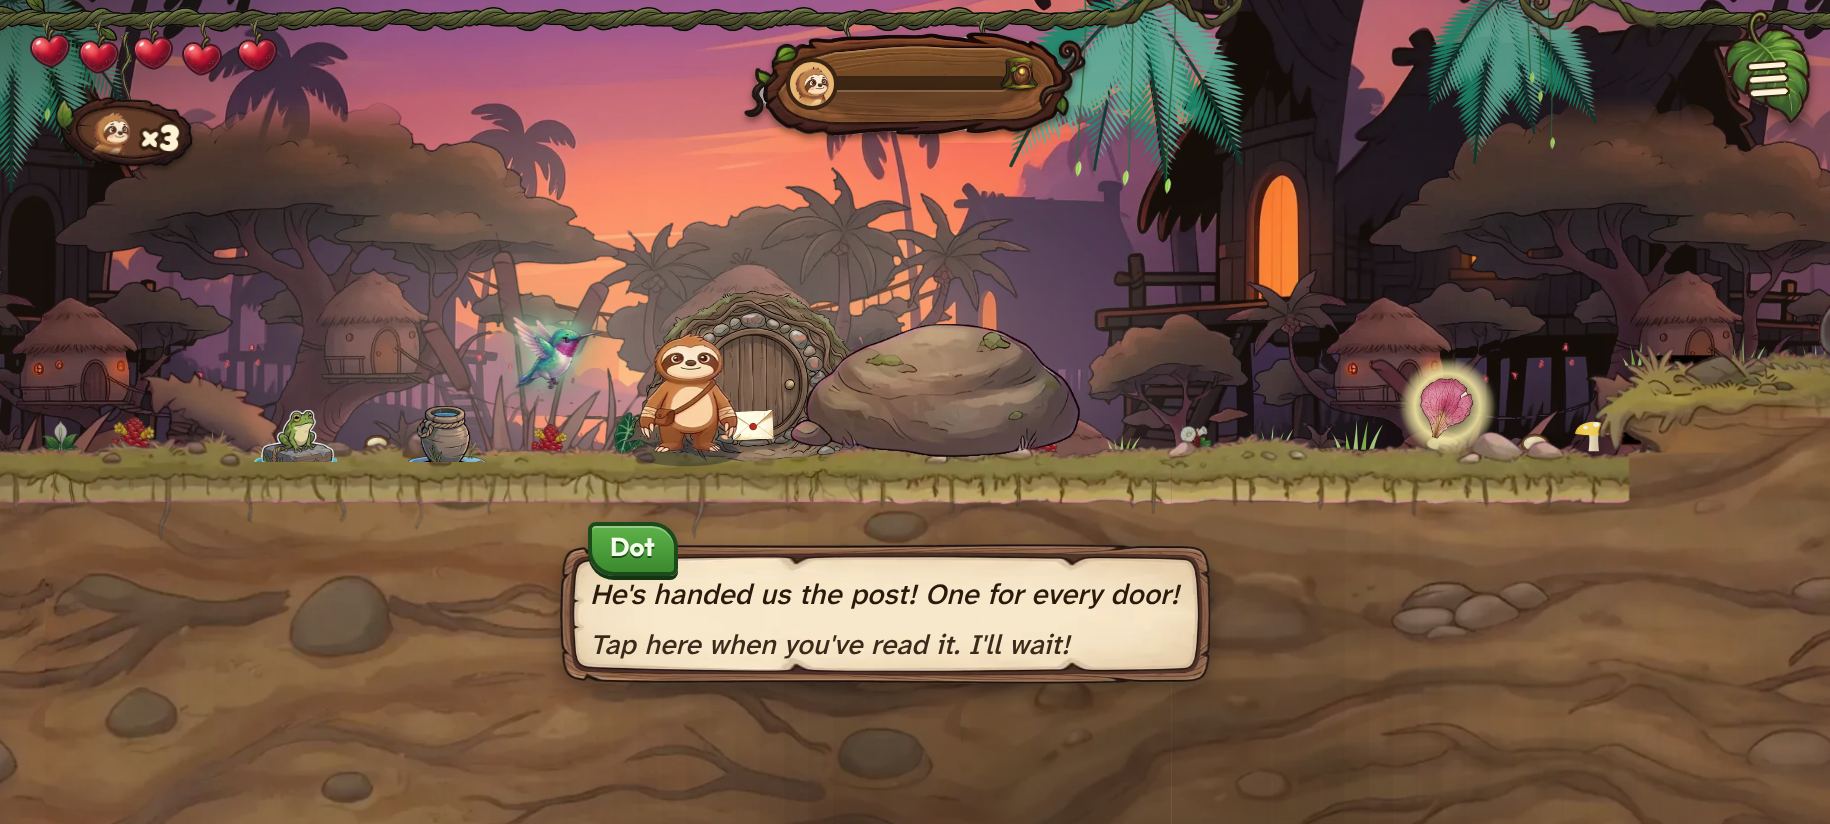 x3
Dot
He's handed us the post! One for every door!
Tap here when you've read it. I'll wait!